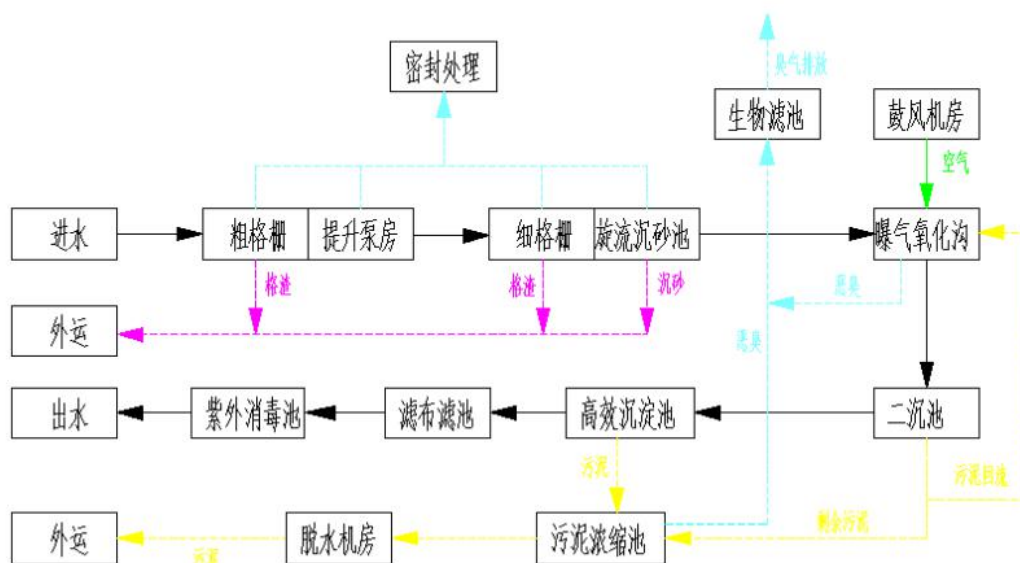 臭气排放
密封处理
生物滤池
鼓风机房
空气
进水
粗格栅
提升泵房
细格栅
旋流沉砂池
曝气氧化沟
格渣
格渣
沉砂
恶臭
外运
恶臭
出水
紫外消毒池
滤布滤池
高效沉淀池
二沉池
污泥
污泥回流
剩余污泥
外运
脱水机房
污泥浓缩池
污泥